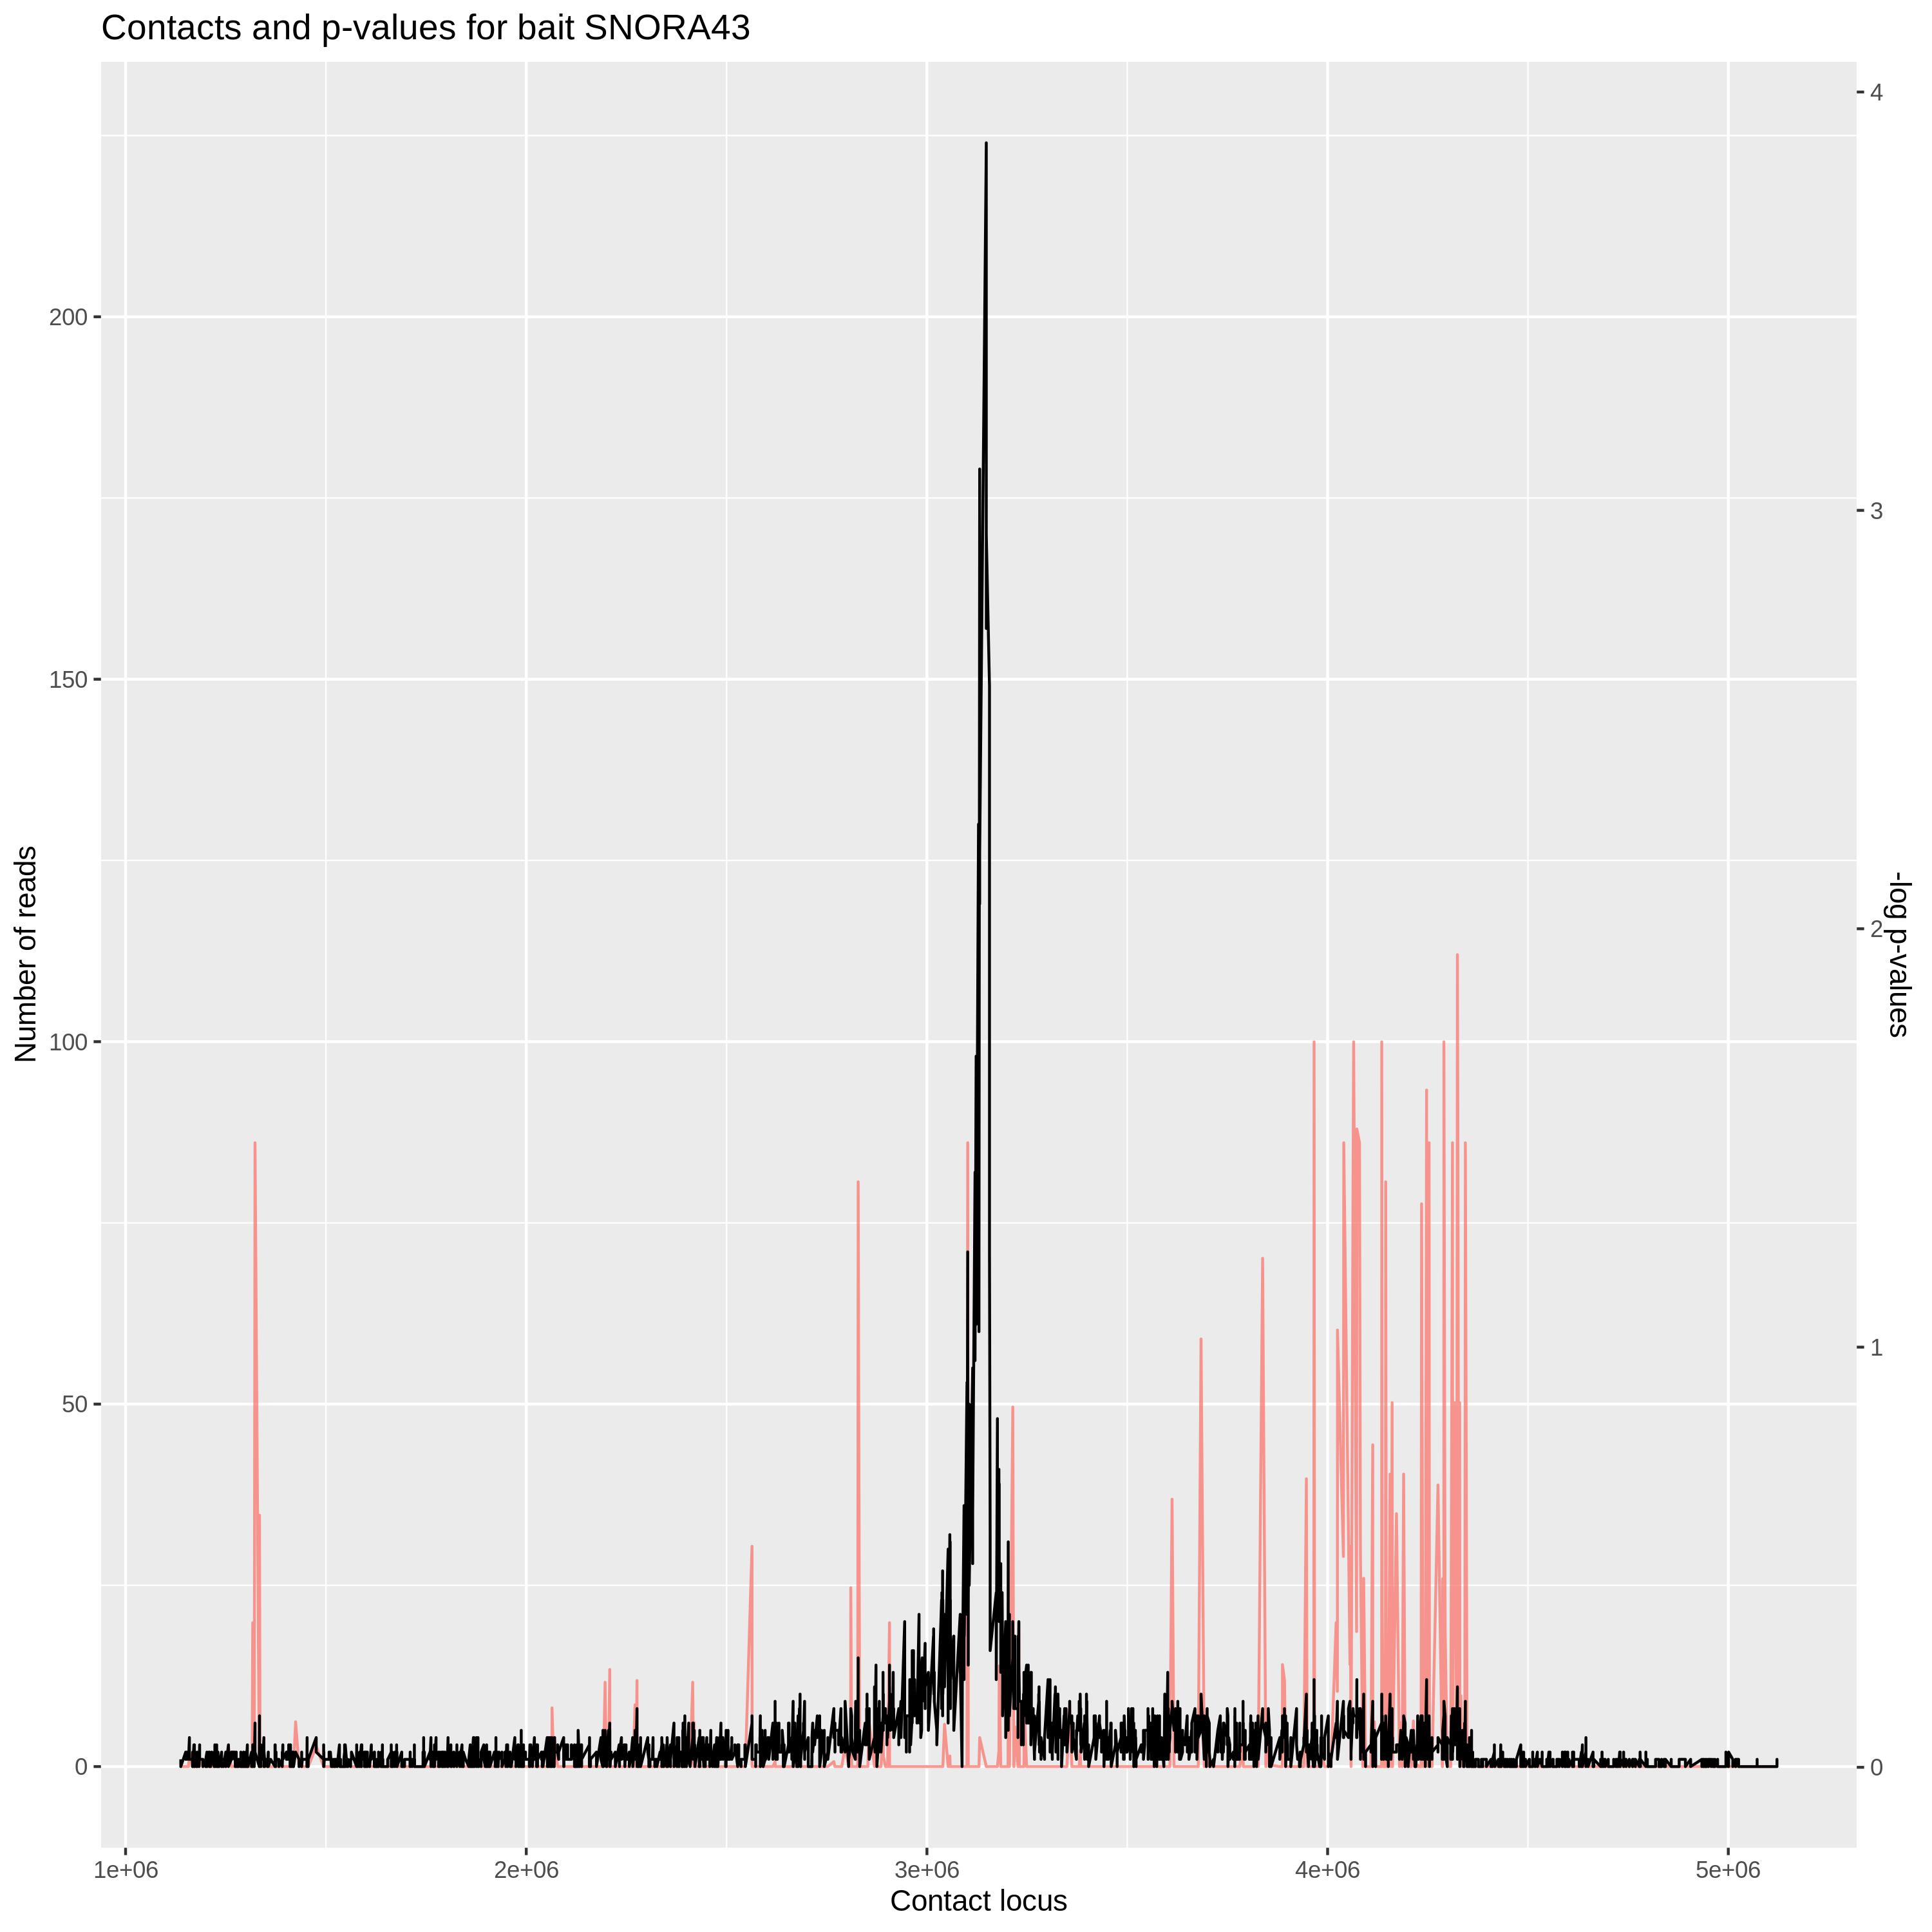 Contacts and p-values for bait SNORA43
Number of reads
200
150
100
50
0
4
3
2
1
0
-log p-values
1e+06 2e+06 3e+06 4e+06 5e+06
Contact locus